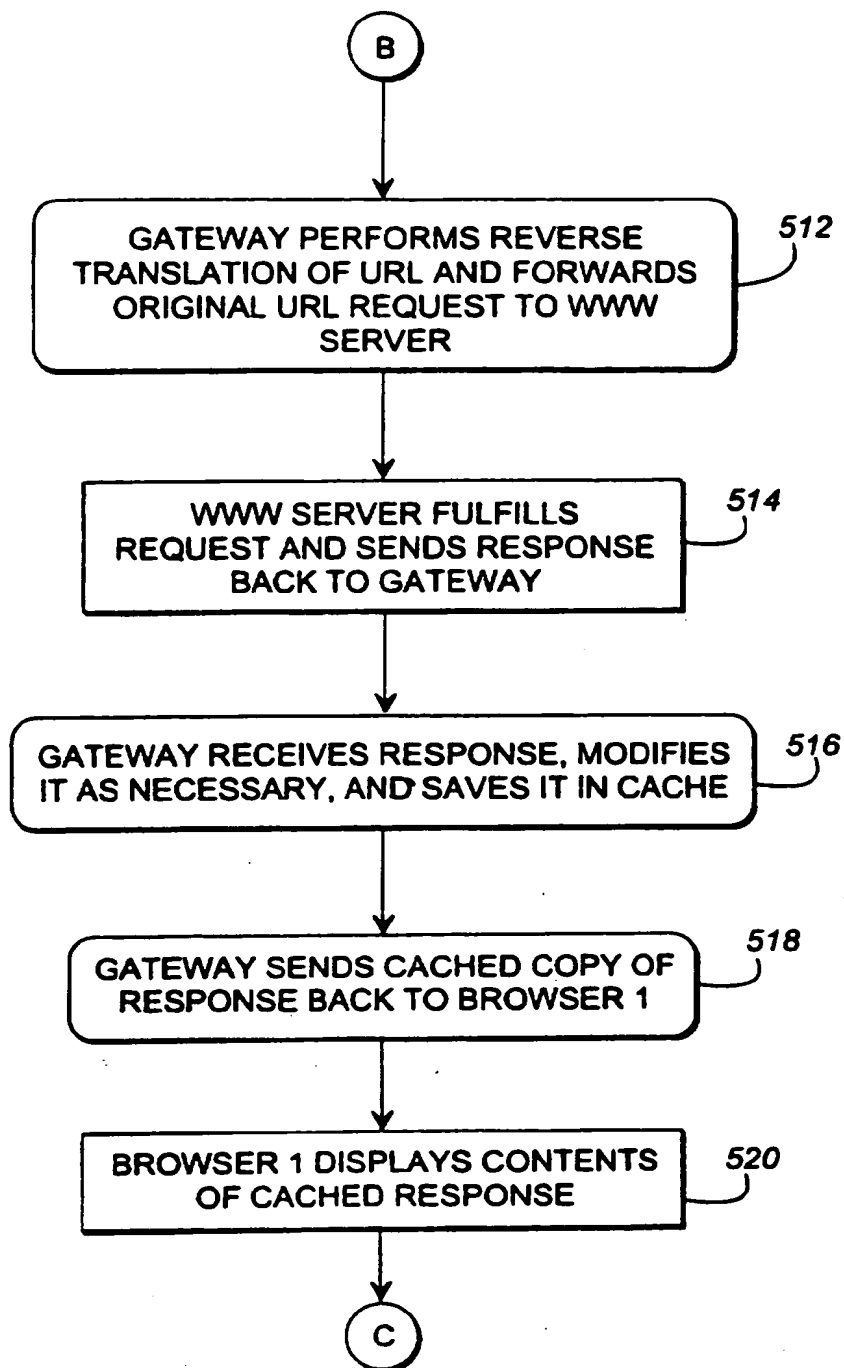 B
GATEWAY PERFORMS REVERSE
TRANSLATION OF URL AND FORWARDS
ORIGINAL URL REQUEST TO WWW
SERVER
512
WWW SERVER FULFILLS
REQUEST AND SENDS RESPONSE
BACK TO GATEWAY
514
GATEWAY RECEIVES RESPONSE, MODIFIES
IT AS NECESSARY, AND SAVES IT IN CACHE
516
GATEWAY SENDS CACHED COPY OF
RESPONSE BACK TO BROWSER 1
518
BROWSER 1 DISPLAYS CONTENTS
OF CACHED RESPONSE
520
C